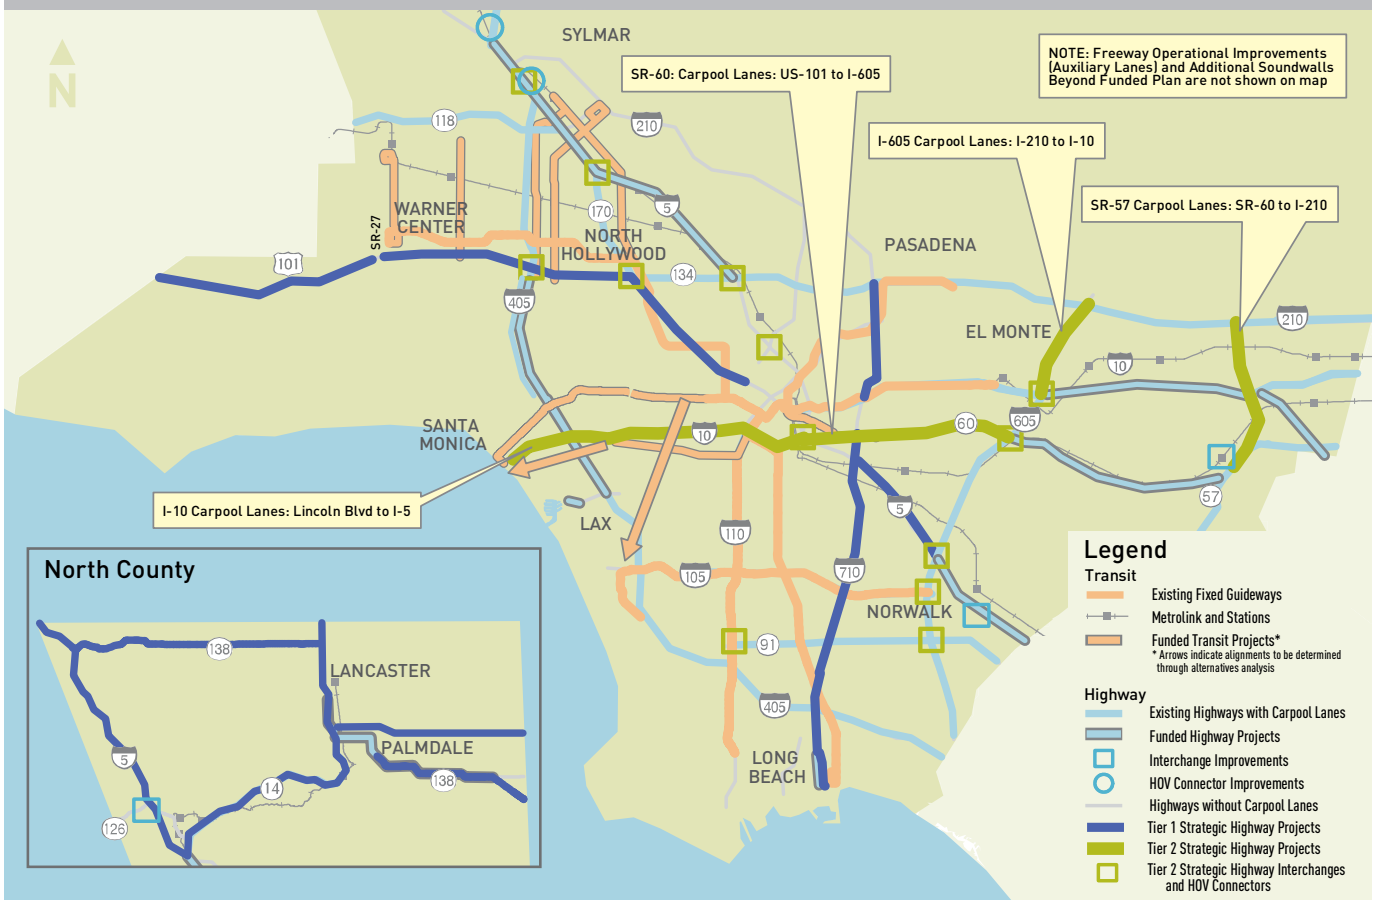 N
SYLMAR
SR-60: Carpool Lanes: US-101 to I-605
NOTE: Freeway Operational Improvements
(Auxiliary Lanes) and Additional Soundwalls
Beyond Funded Plan are not shown on map
118
210
I-605 Carpool Lanes: I-210 to I-10
SR-57 Carpool Lanes: SR-60 to I-210
WARNER
CENTER
SR-27
170
5
NORTH
HOLLYWOOD
PASADENA
101
134
405
EL MONTE
210
10
SANTA
MONICA
10
60
605
57
I-10 Carpool Lanes: Lincoln Blvd to I-5
LAX
5
110
105
710
NORWALK
91
405
LONG
BEACH
North County
138
LANCASTER
PALMDALE
5
14
138
126
Legend
Transit
Existing Fixed Guideways
Metrolink and Stations
Funded Transit Projects*
* Arrows indicate alignments to be determined
through alternatives analysis
Highway
Existing Highways with Carpool Lanes
Funded Highway Projects
Interchange Improvements
HOV Connector Improvements
Highways without Carpool Lanes
Tier 1 Strategic Highway Projects
Tier 2 Strategic Highway Projects
Tier 2 Strategic Highway Interchanges
and HOV Connectors